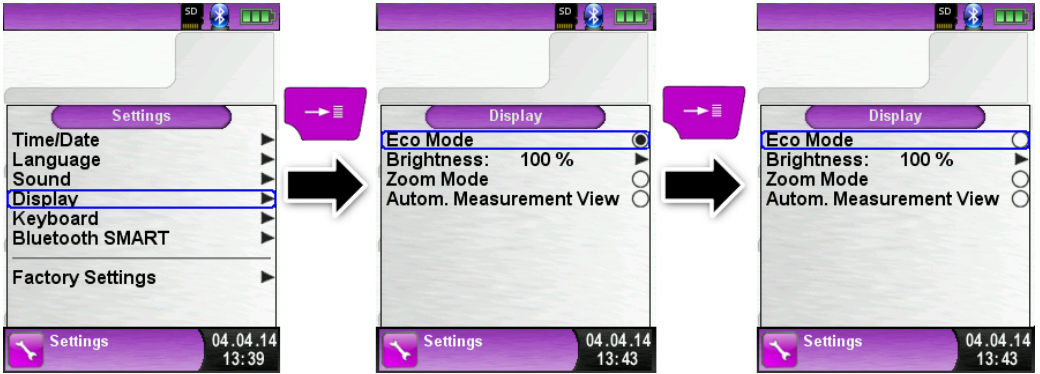 SD
Settings
Time/Date
Language
Sound
Display
Keyboard
Bluetooth SMART
Factory Settings
Settings
04.04.14
13:39
SD
Display
Eco Mode
Brightness: 100 %
Zoom Mode
Autom. Measurement View
Settings
04.04.14
13:43
SD
Display
Eco Mode
Brightness: 100 %
Zoom Mode
Autom. Measurement View
Settings
04.04.14
13:43